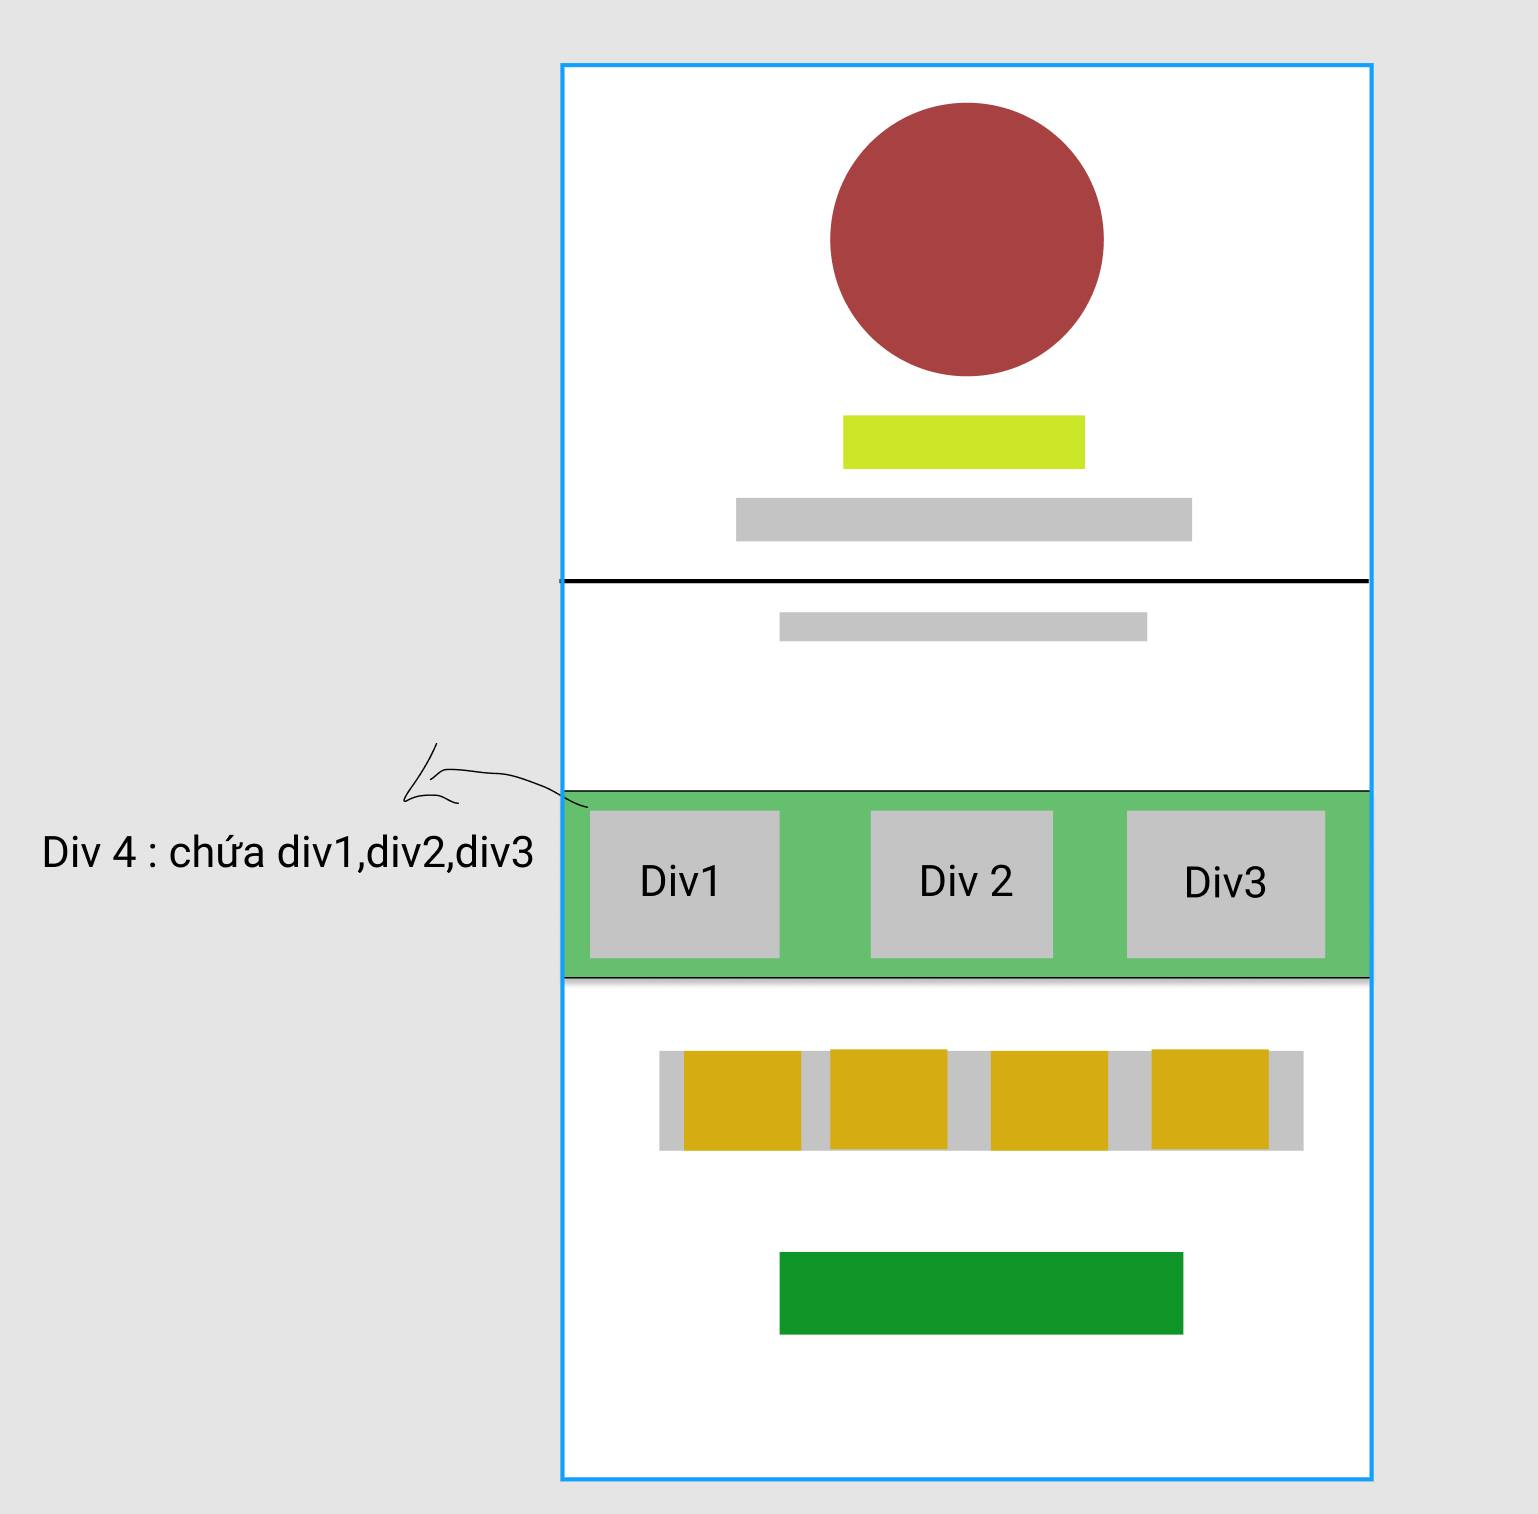 Div 4 : chứa div1,div2,div3
Div1
Div 2
Div3